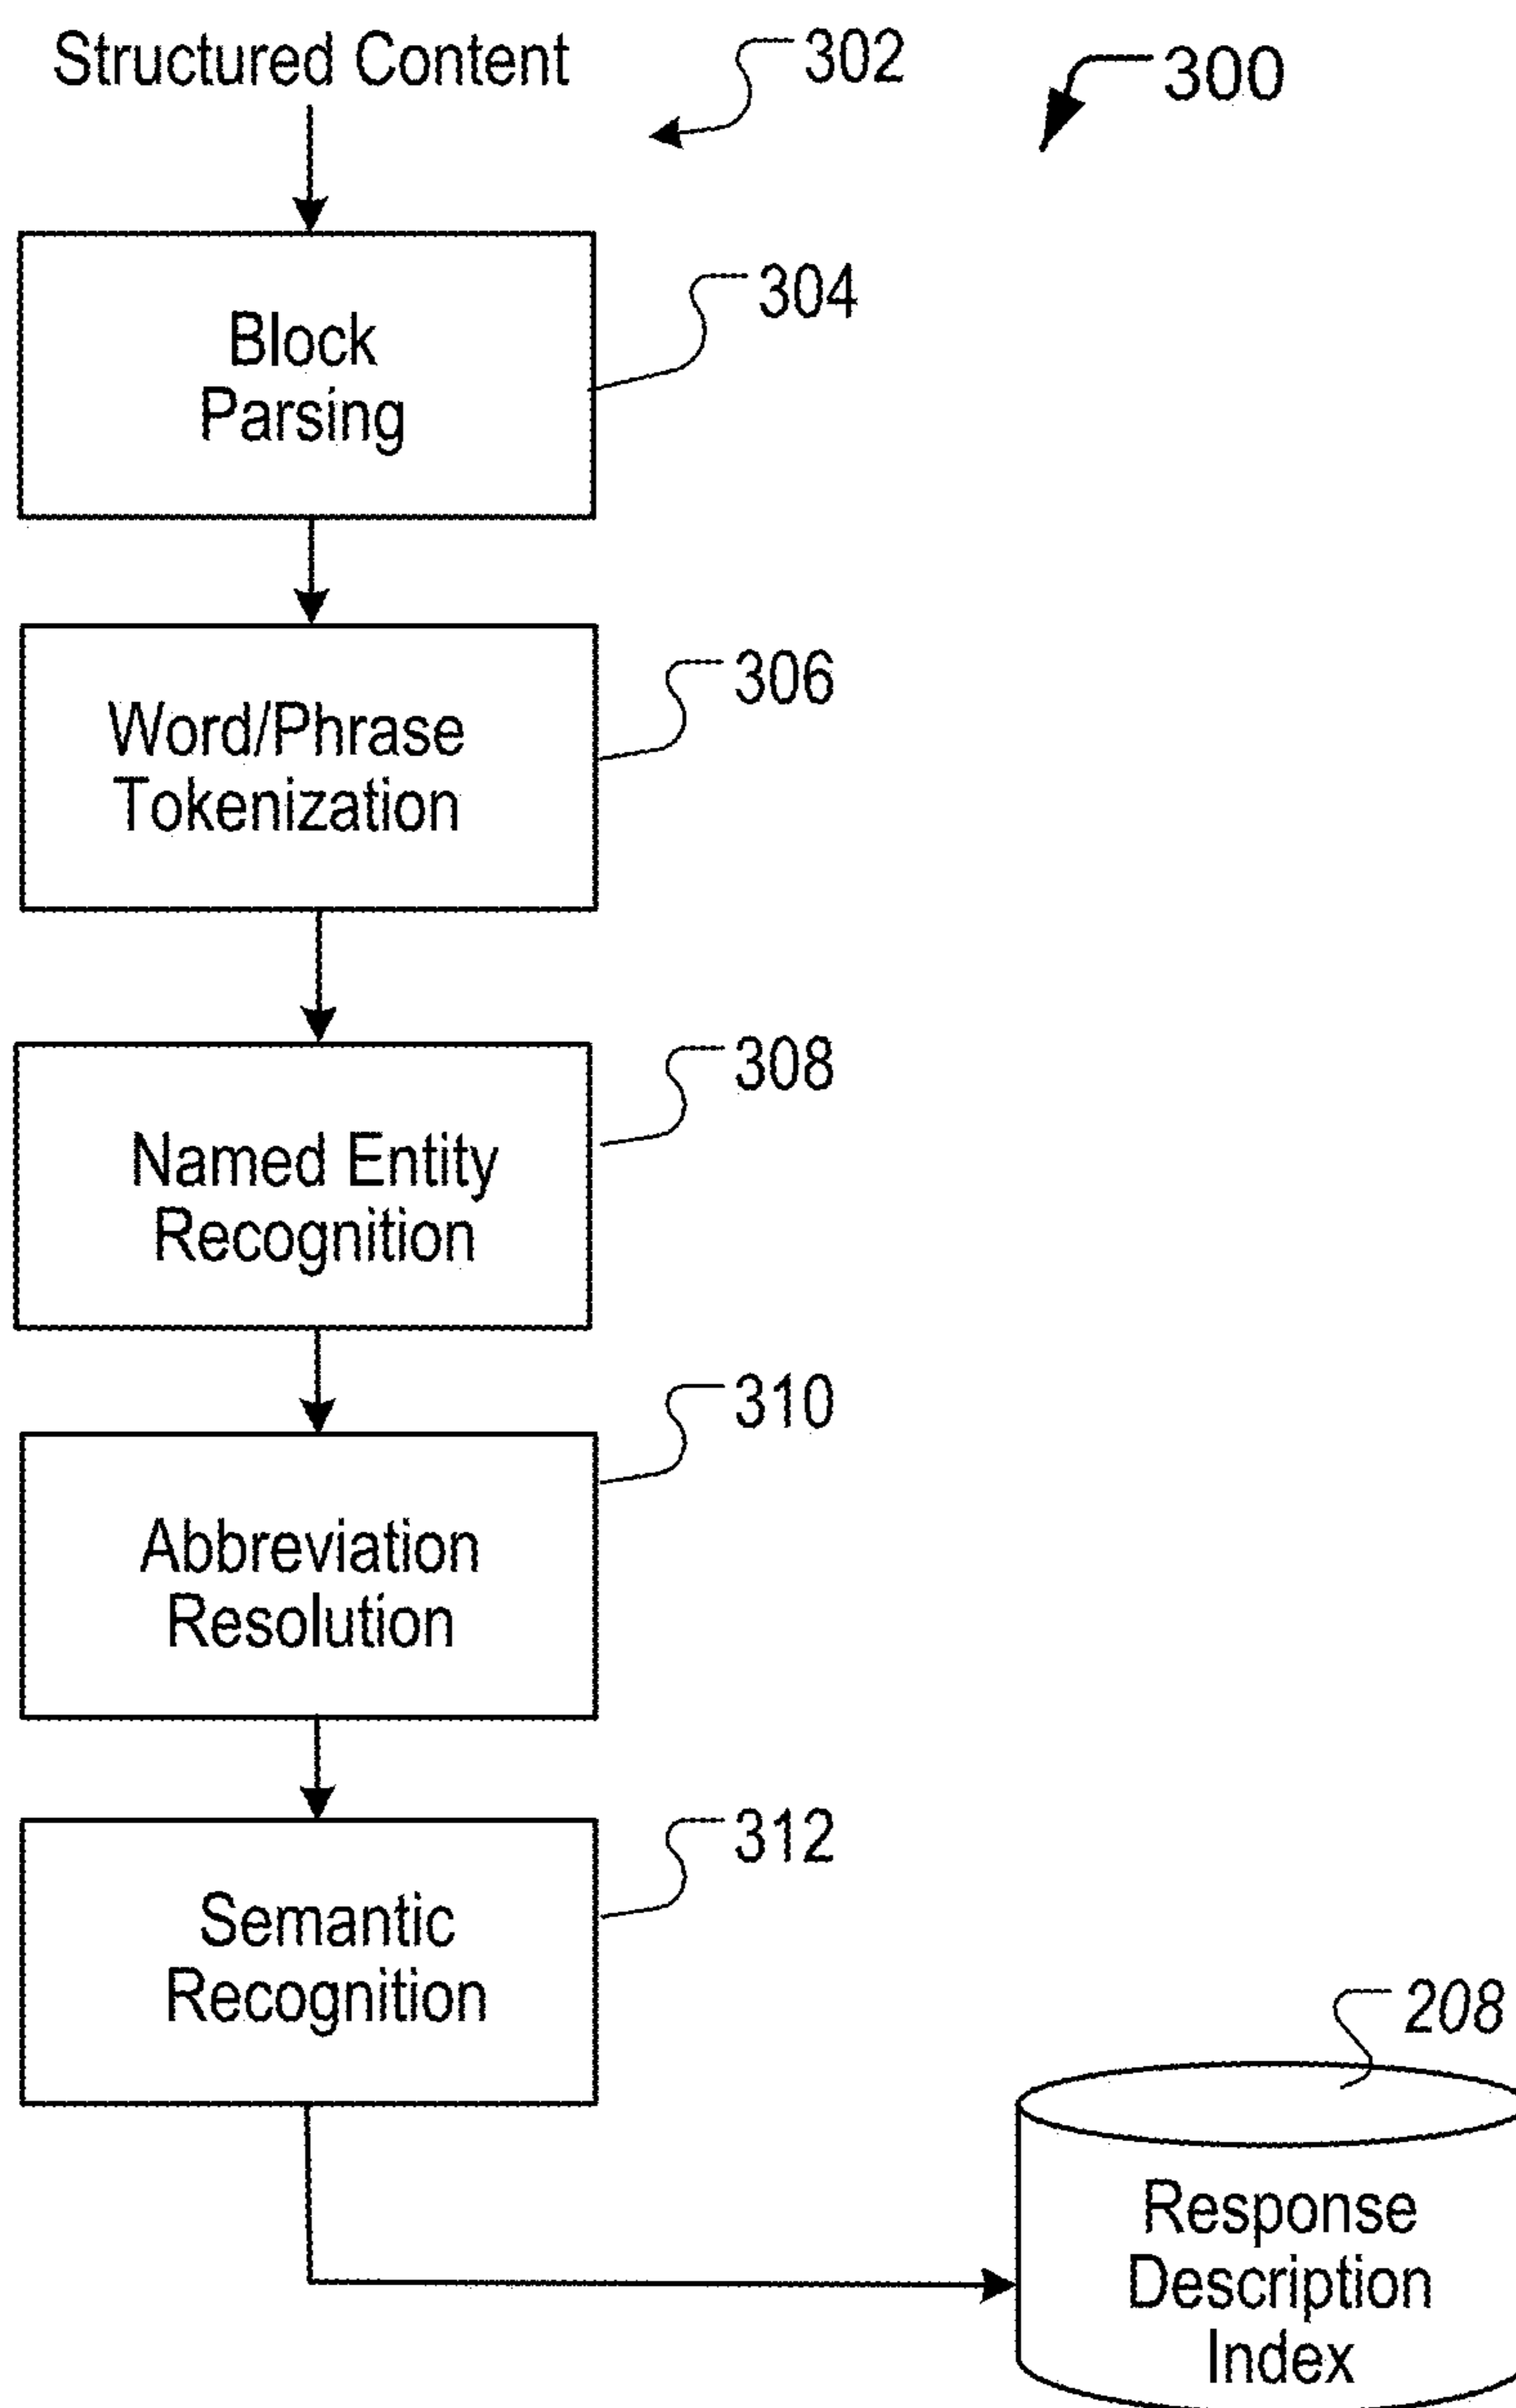 Structured Content
302
300
Block
Parsing
304
Word/Phrase
Tokenization
306
Named Entity
Recognition
308
Abbreviation
Resolution
310
Semantic
Recognition
312
208
Response
Description
Index